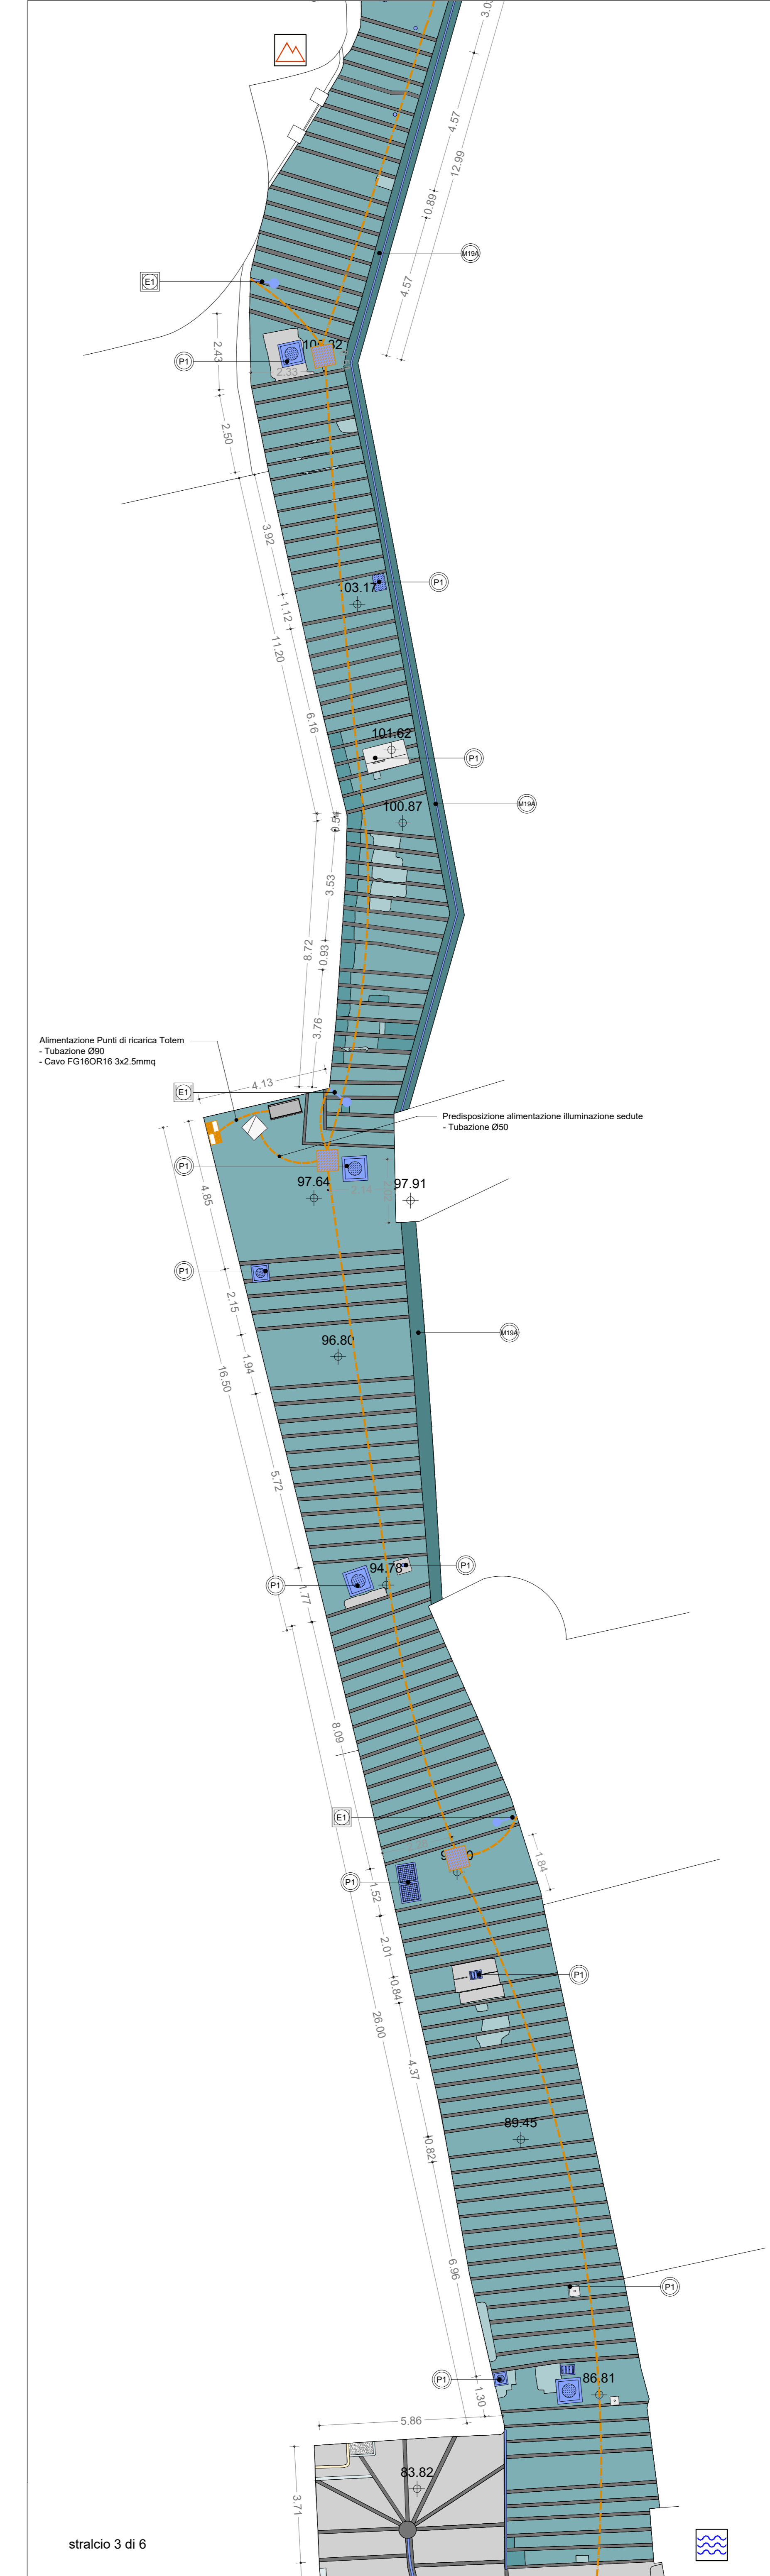 3.03
4.57
12.99
0.89
M19A
E1
4.57
2.43
P1
2.33
2.50
3.92
103.17
P1
1.12
11.20
6.16
101.62
P1
M19A
100.87
3.53
8.72
0.93
3.76
Alimentazione Punti di ricarica Totem
- Tubazione Ø90
- Cavo FG16OR16 3x2.5mmq
4.13
E1
Predisposizione alimentazione illuminazione sedute
- Tubazione Ø50
P1
97.64
2.14
97.91
4.85
P1
2.15
M19A
96.80
1.94
16.50
5.72
94.78
P1
P1
1.77
8.09
E1
1.84
P1
1.52
2.01
P1
0.84
26.00
4.37
89.45
0.82
6.96
P1
P1
86.81
1.30
5.86
83.82
3.71
stralcio 3 di 6